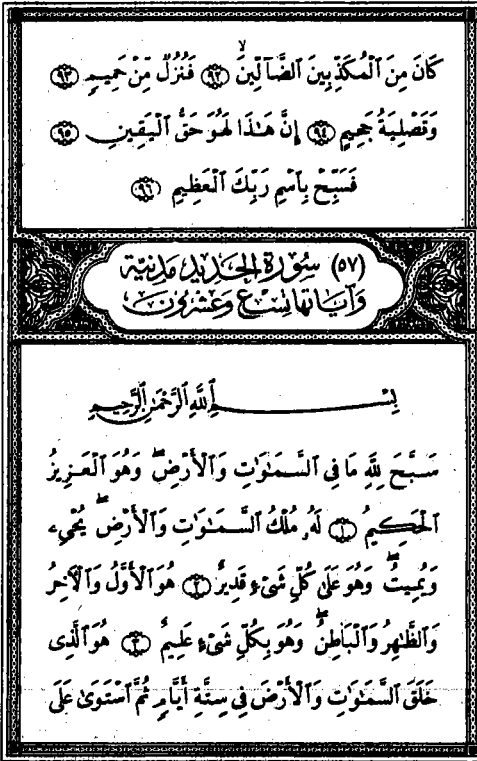 كَانَ مِنَ ٱلْمُكَذِّبِينَ ٱلضَّآلِّينَ ۝٩٢ فَنُزُلٌ مِّنْ حَمِيمٍ ۝٩٣
وَتَصْلِيَةُ جَحِيمٍ ۝٩٤ إِنَّ هَـٰذَا لَهُوَ حَقُّ ٱلْيَقِينِ ۝٩٥
فَسَبِّحْ بِٱسْمِ رَبِّكَ ٱلْعَظِيمِ ۝٩٦
(٥٧) سُورَةُ الحَدِيدِ مَدَنِيَّة
وَآيَاتُهَا تِسْعٌ وَعِشْرُونَ
بِسْمِ ٱللَّهِ ٱلرَّحْمَـٰنِ ٱلرَّحِيمِ
سَبَّحَ لِلَّهِ مَا فِى ٱلسَّمَـٰوَٰتِ وَٱلْأَرْضِ ۖ وَهُوَ ٱلْعَزِيزُ
ٱلْحَكِيمُ ۝١ لَهُۥ مُلْكُ ٱلسَّمَـٰوَٰتِ وَٱلْأَرْضِ ۖ يُحْىِۦ
وَيُمِيتُ ۖ وَهُوَ عَلَىٰ كُلِّ شَىْءٍ قَدِيرٌ ۝٢ هُوَ ٱلْأَوَّلُ وَٱلْـَٔاخِرُ
وَٱلظَّـٰهِرُ وَٱلْبَاطِنُ ۖ وَهُوَ بِكُلِّ شَىْءٍ عَلِيمٌ ۝٣ هُوَ ٱلَّذِى
خَلَقَ ٱلسَّمَـٰوَٰتِ وَٱلْأَرْضَ فِى سِتَّةِ أَيَّامٍ ثُمَّ ٱسْتَوَىٰ عَلَى